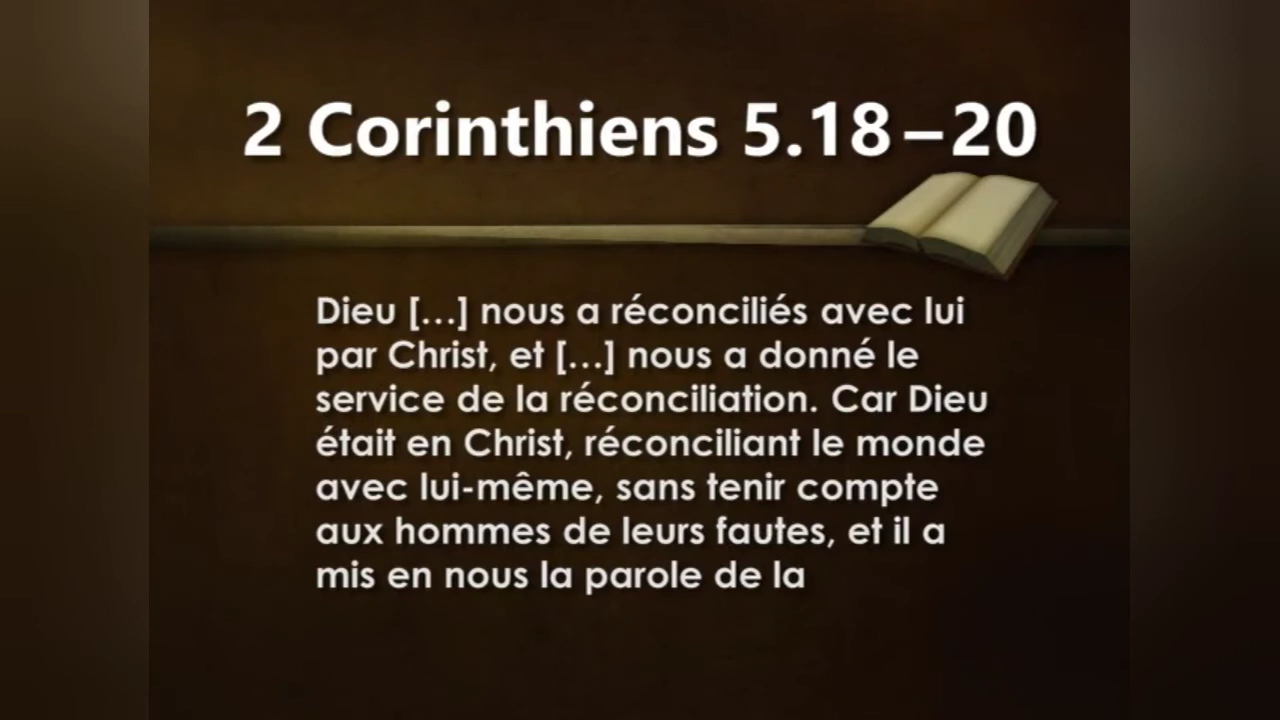 2 Corinthiens 5.18–20
Dieu […] nous a réconciliés avec lui
par Christ, et […] nous a donné le
service de la réconciliation. Car Dieu
était en Christ, réconciliant le monde
avec lui-même, sans tenir compte
aux hommes de leurs fautes, et il a
mis en nous la parole de la